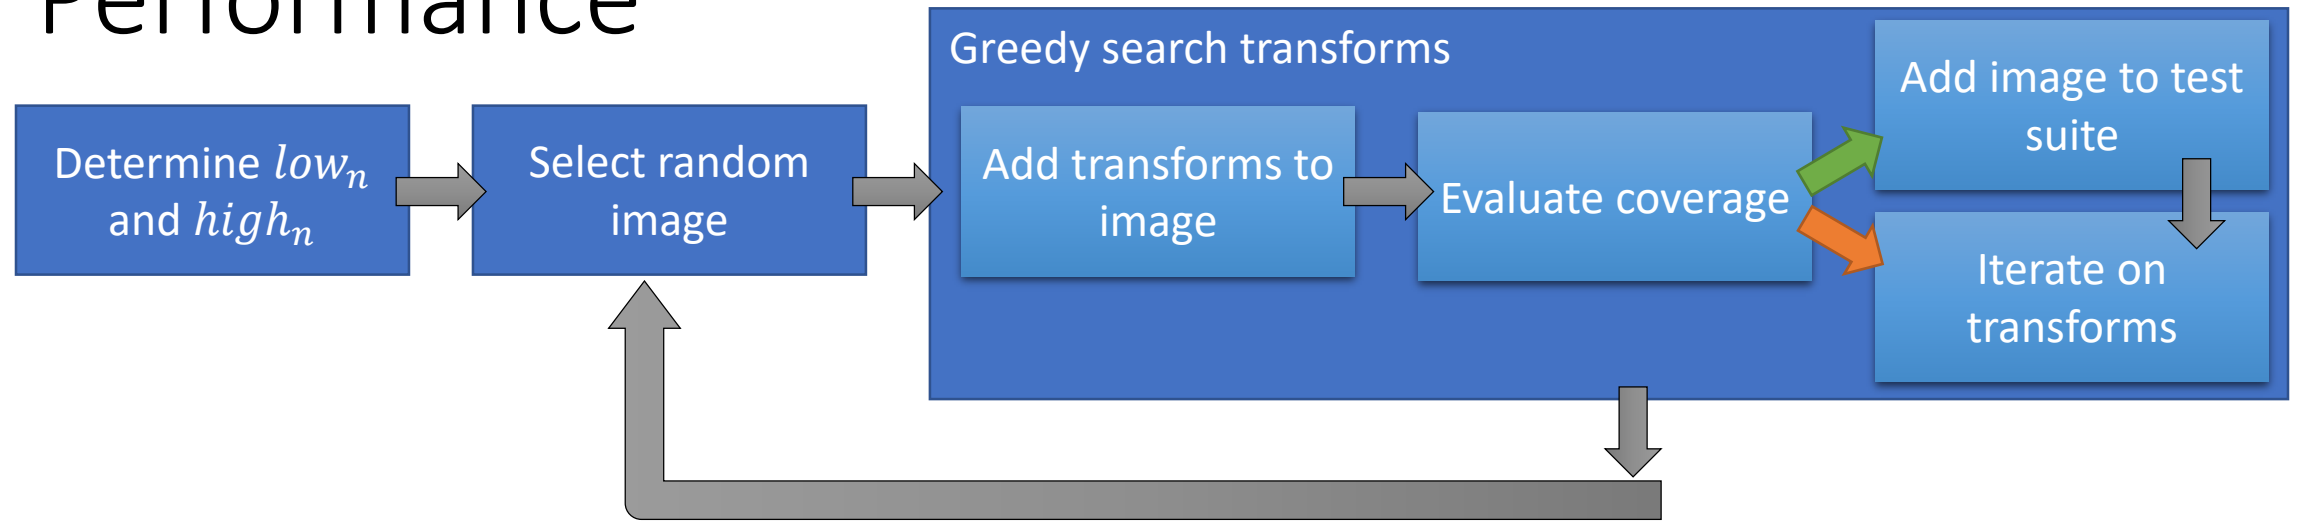 Performance
Greedy search transforms
Determine lowₙ
and highₙ
Select random
image
Add transforms to
image
Evaluate coverage
Add image to test
suite
Iterate on
transforms